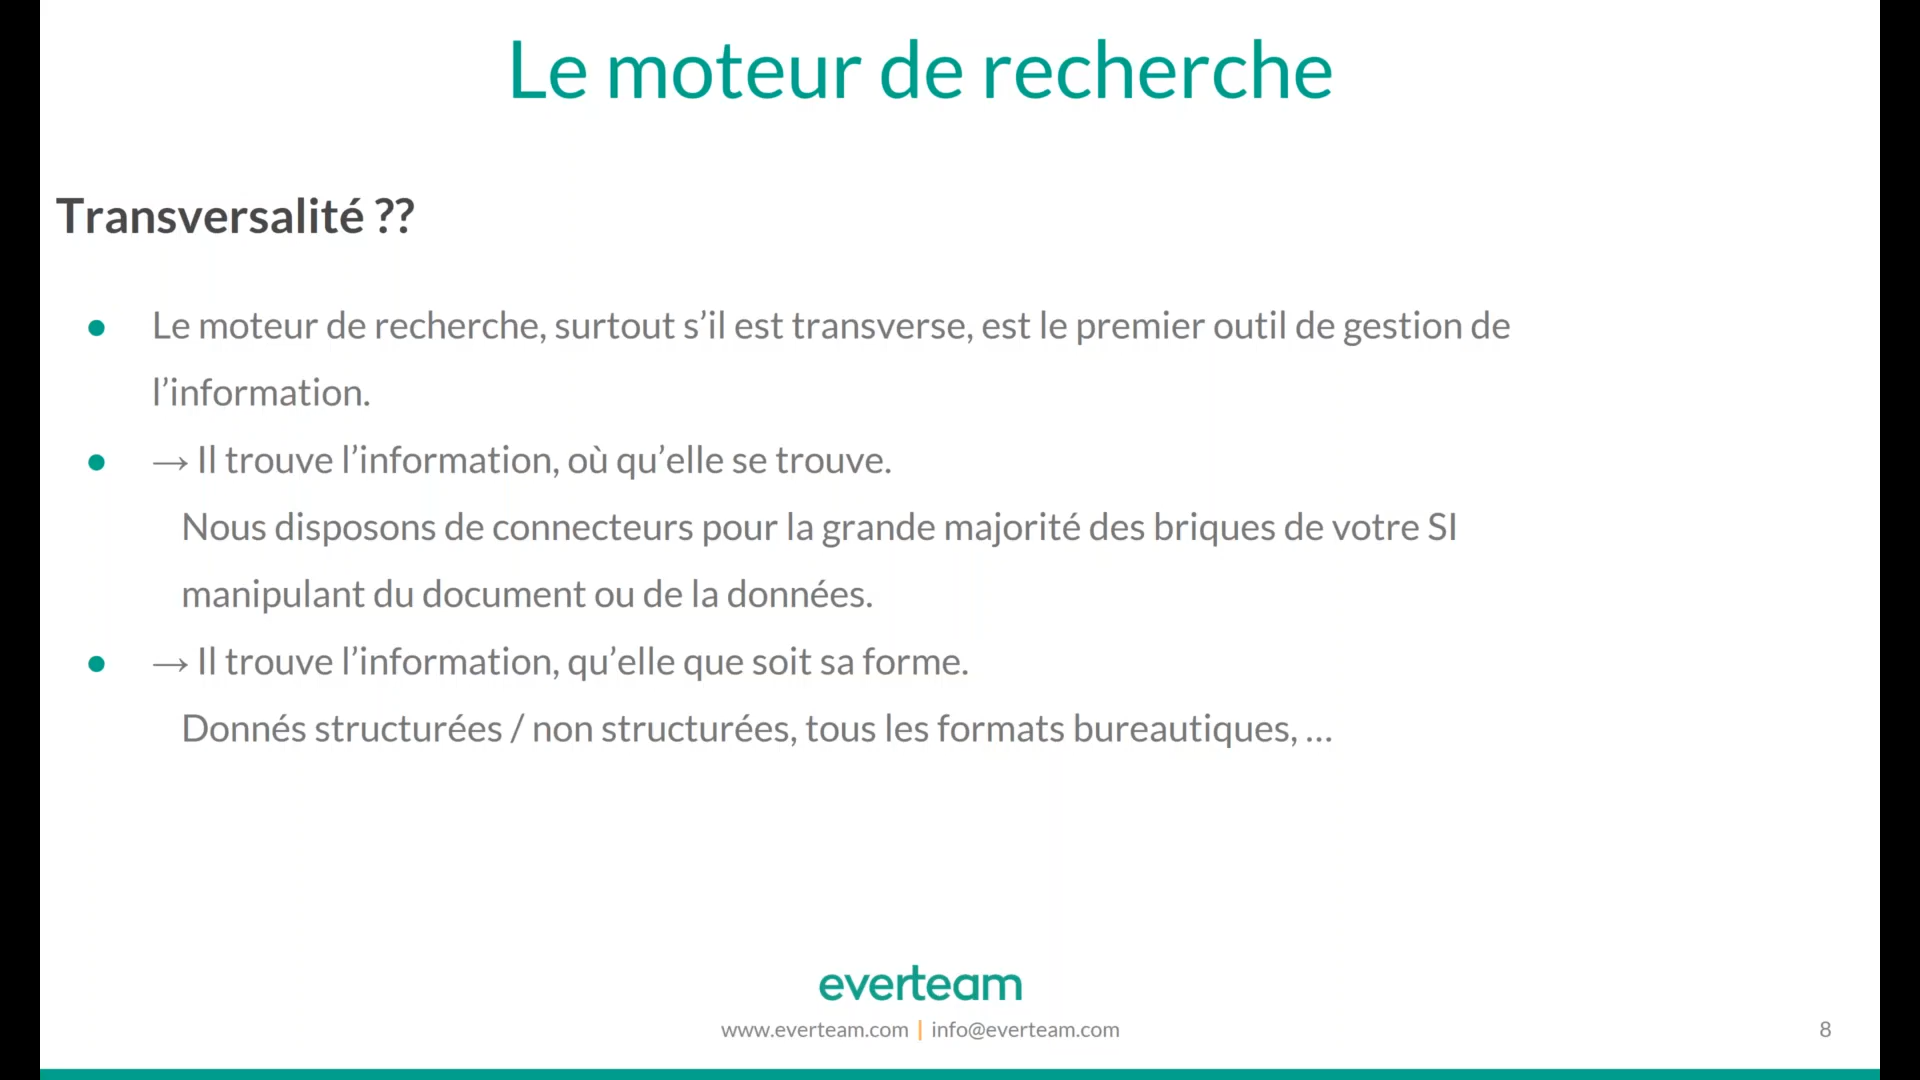 Le moteur de recherche
Transversalité ??
● Le moteur de recherche, surtout s’il est transverse, est le premier outil de gestion de
l’information.
● → Il trouve l’information, où qu’elle se trouve.
Nous disposons de connecteurs pour la grande majorité des briques de votre SI
manipulant du document ou de la données.
● → Il trouve l’information, qu’elle que soit sa forme.
Donnés structurées / non structurées, tous les formats bureautiques, ...
everteam
www.everteam.com | info@everteam.com
8